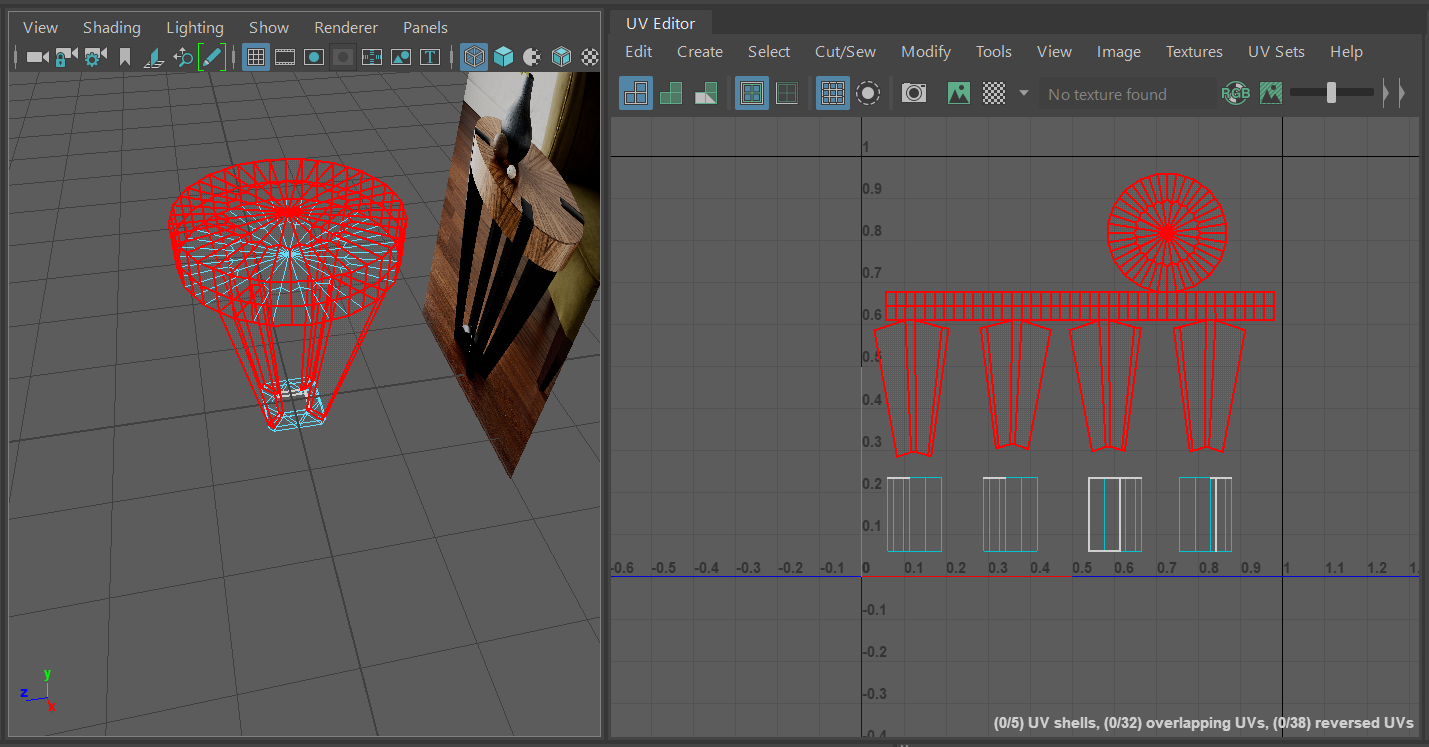 View Shading Lighting Show Renderer Panels
UV Editor
Edit Create Select Cut/Sew Modify Tools View Image Textures UV Sets Help
T
No texture found
RGB
1
0.9
0.8
0.7
0.6
0.5
0.4
0.3
0.2
0.1
-0.6 -0.5 -0.4 -0.3 -0.2 -0.1 0 0.1 0.2 0.3 0.4 0.5 0.6 0.7 0.8 0.9 1 1.1 1.2 1.
-0.1
-0.2
-0.3
-0.4
y
z
x
(0/5) UV shells, (0/32) overlapping UVs, (0/38) reversed UVs